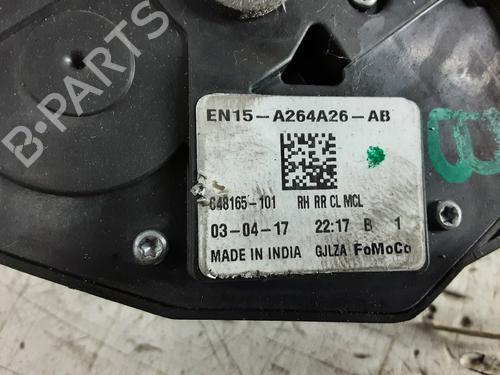 EN15-A264A26-AB
C48165-101 RH RR CL MCL
03-04-17 22:17 B 1
MADE IN INDIA GJLZA FoMoCo
B
B-PARTS